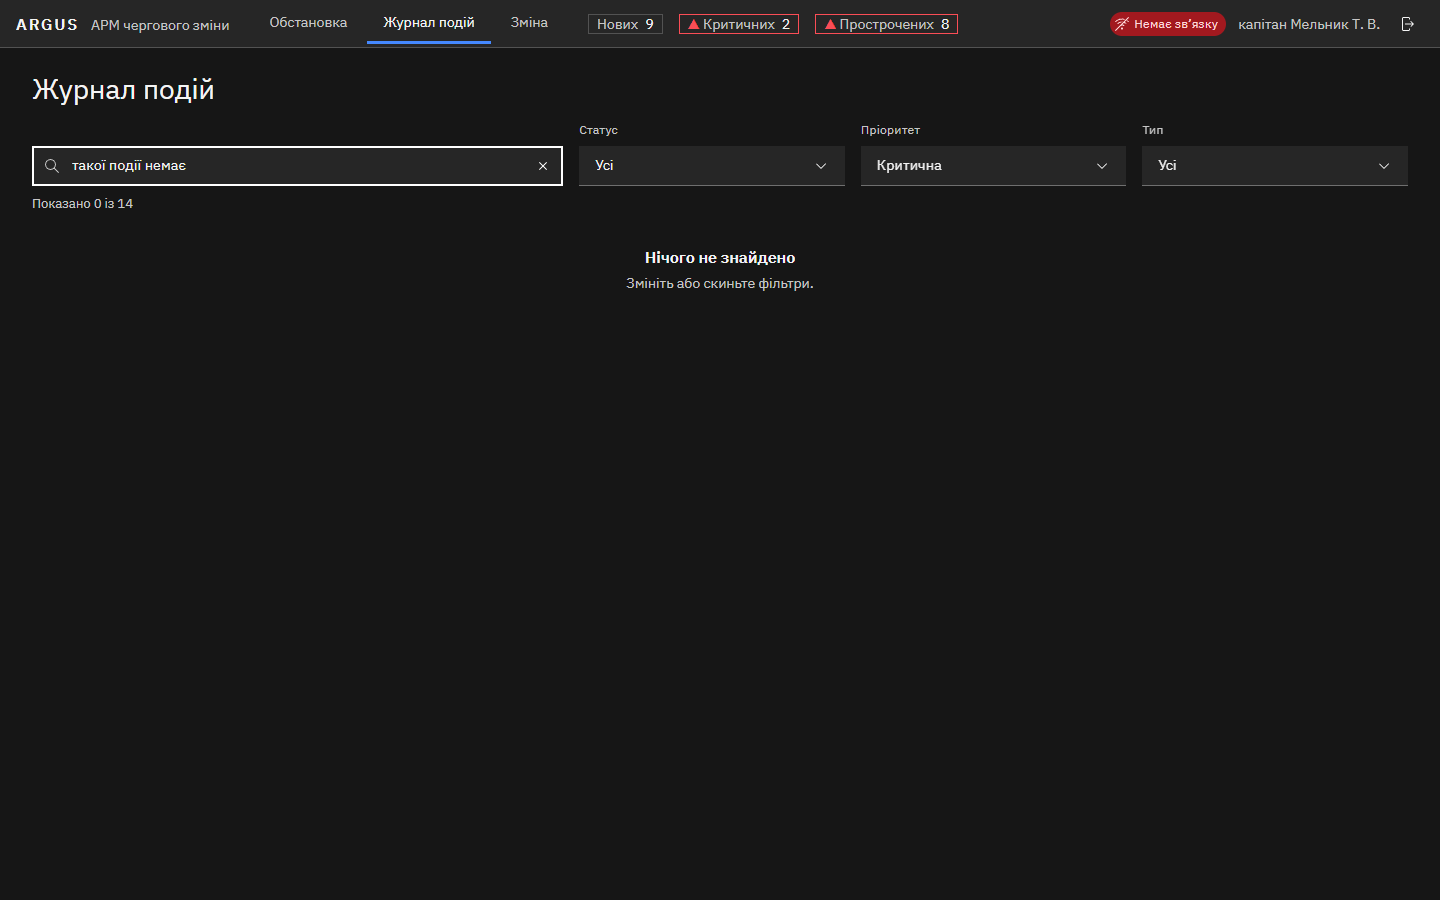 ARGUS АРМ чергового зміни Обстановка Журнал подій Зміна Нових 9 Критичних 2 Прострочених 8 Немає зв’язку капітан Мельник Т. В.
Журнал подій
Статус Пріоритет Тип
такої події немає Усі Критична Усі
Показано 0 із 14
Нічого не знайдено
Змініть або скиньте фільтри.